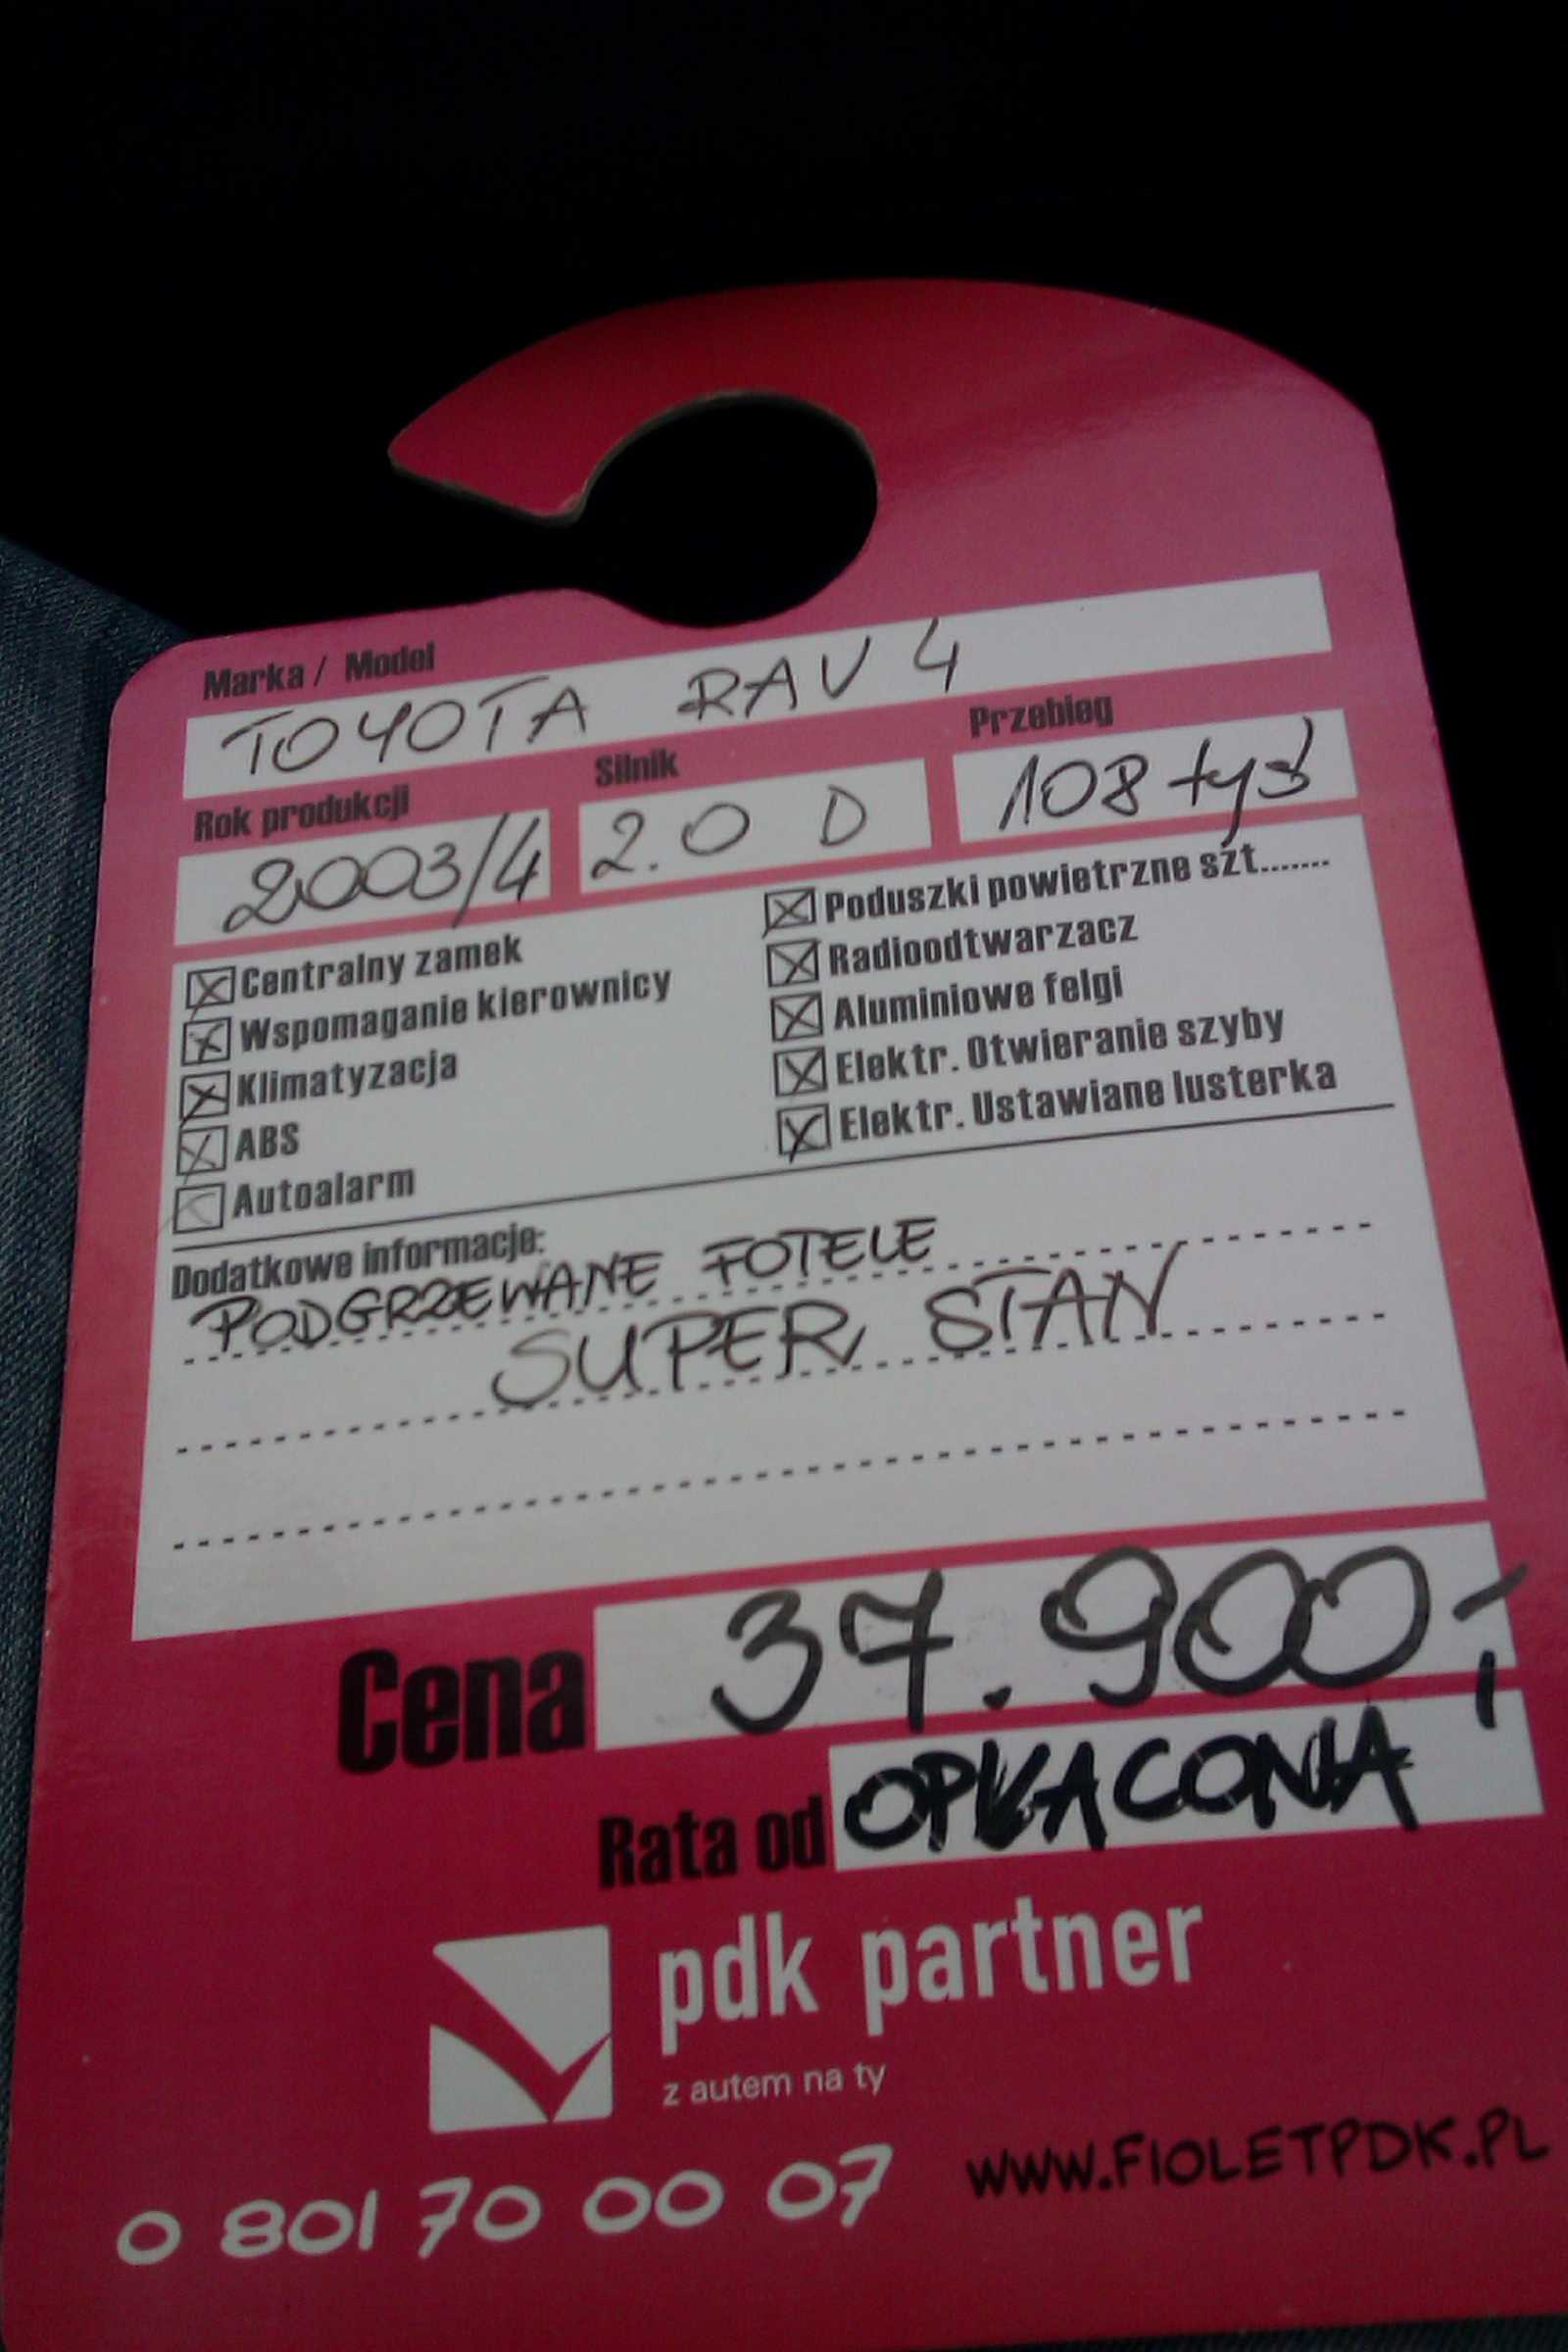 Marka / Model
TOYOTA RAV 4
Rok produkcji Silnik Przebieg
2003/4 2.0 D 108 tyś
Centralny zamek
Wspomaganie kierownicy
Klimatyzacja
ABS
Autoalarm
Poduszki powietrzne szt.......
Radioodtwarzacz
Aluminiowe felgi
Elektr. Otwieranie szyby
Elektr. Ustawiane lusterka
Dodatkowe informacje:
PODGRZEWANE FOTELE
SUPER STAN
Cena 37.900,-
Rata od OPŁACONA
pdk partner
z autem na ty
0 801 70 00 07 WWW.FIOLETPDK.PL